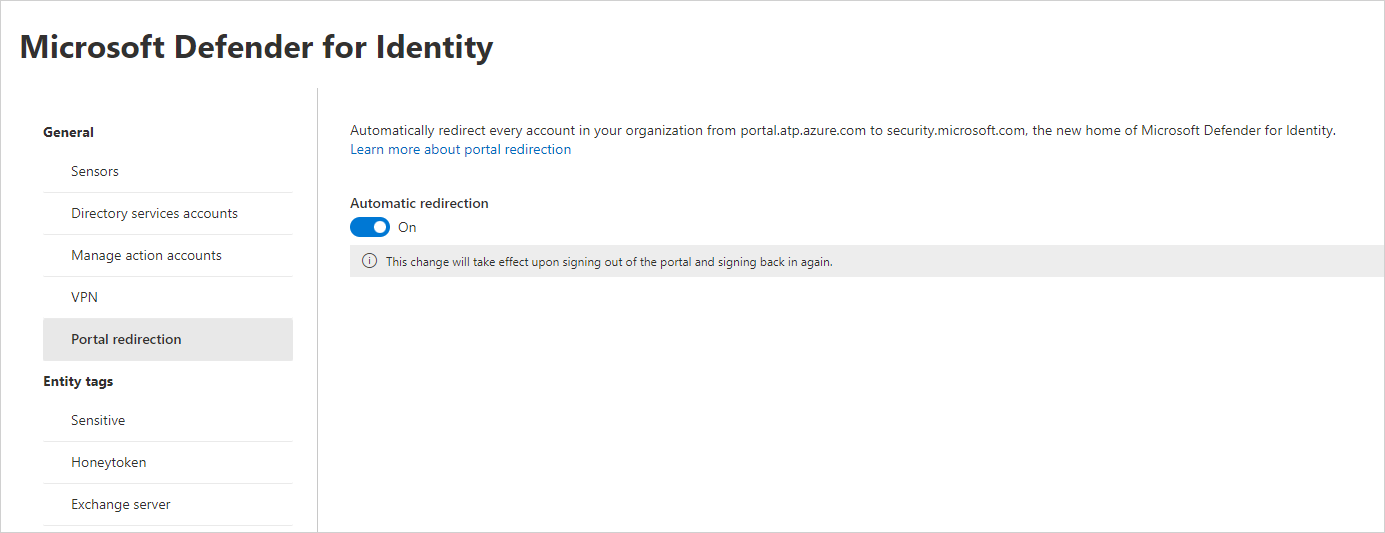 Microsoft Defender for Identity
General
Sensors
Directory services accounts
Manage action accounts
VPN
Portal redirection
Entity tags
Sensitive
Honeytoken
Exchange server
Automatically redirect every account in your organization from portal.atp.azure.com to security.microsoft.com, the new home of Microsoft Defender for Identity.
Learn more about portal redirection
Automatic redirection
On
This change will take effect upon signing out of the portal and signing back in again.